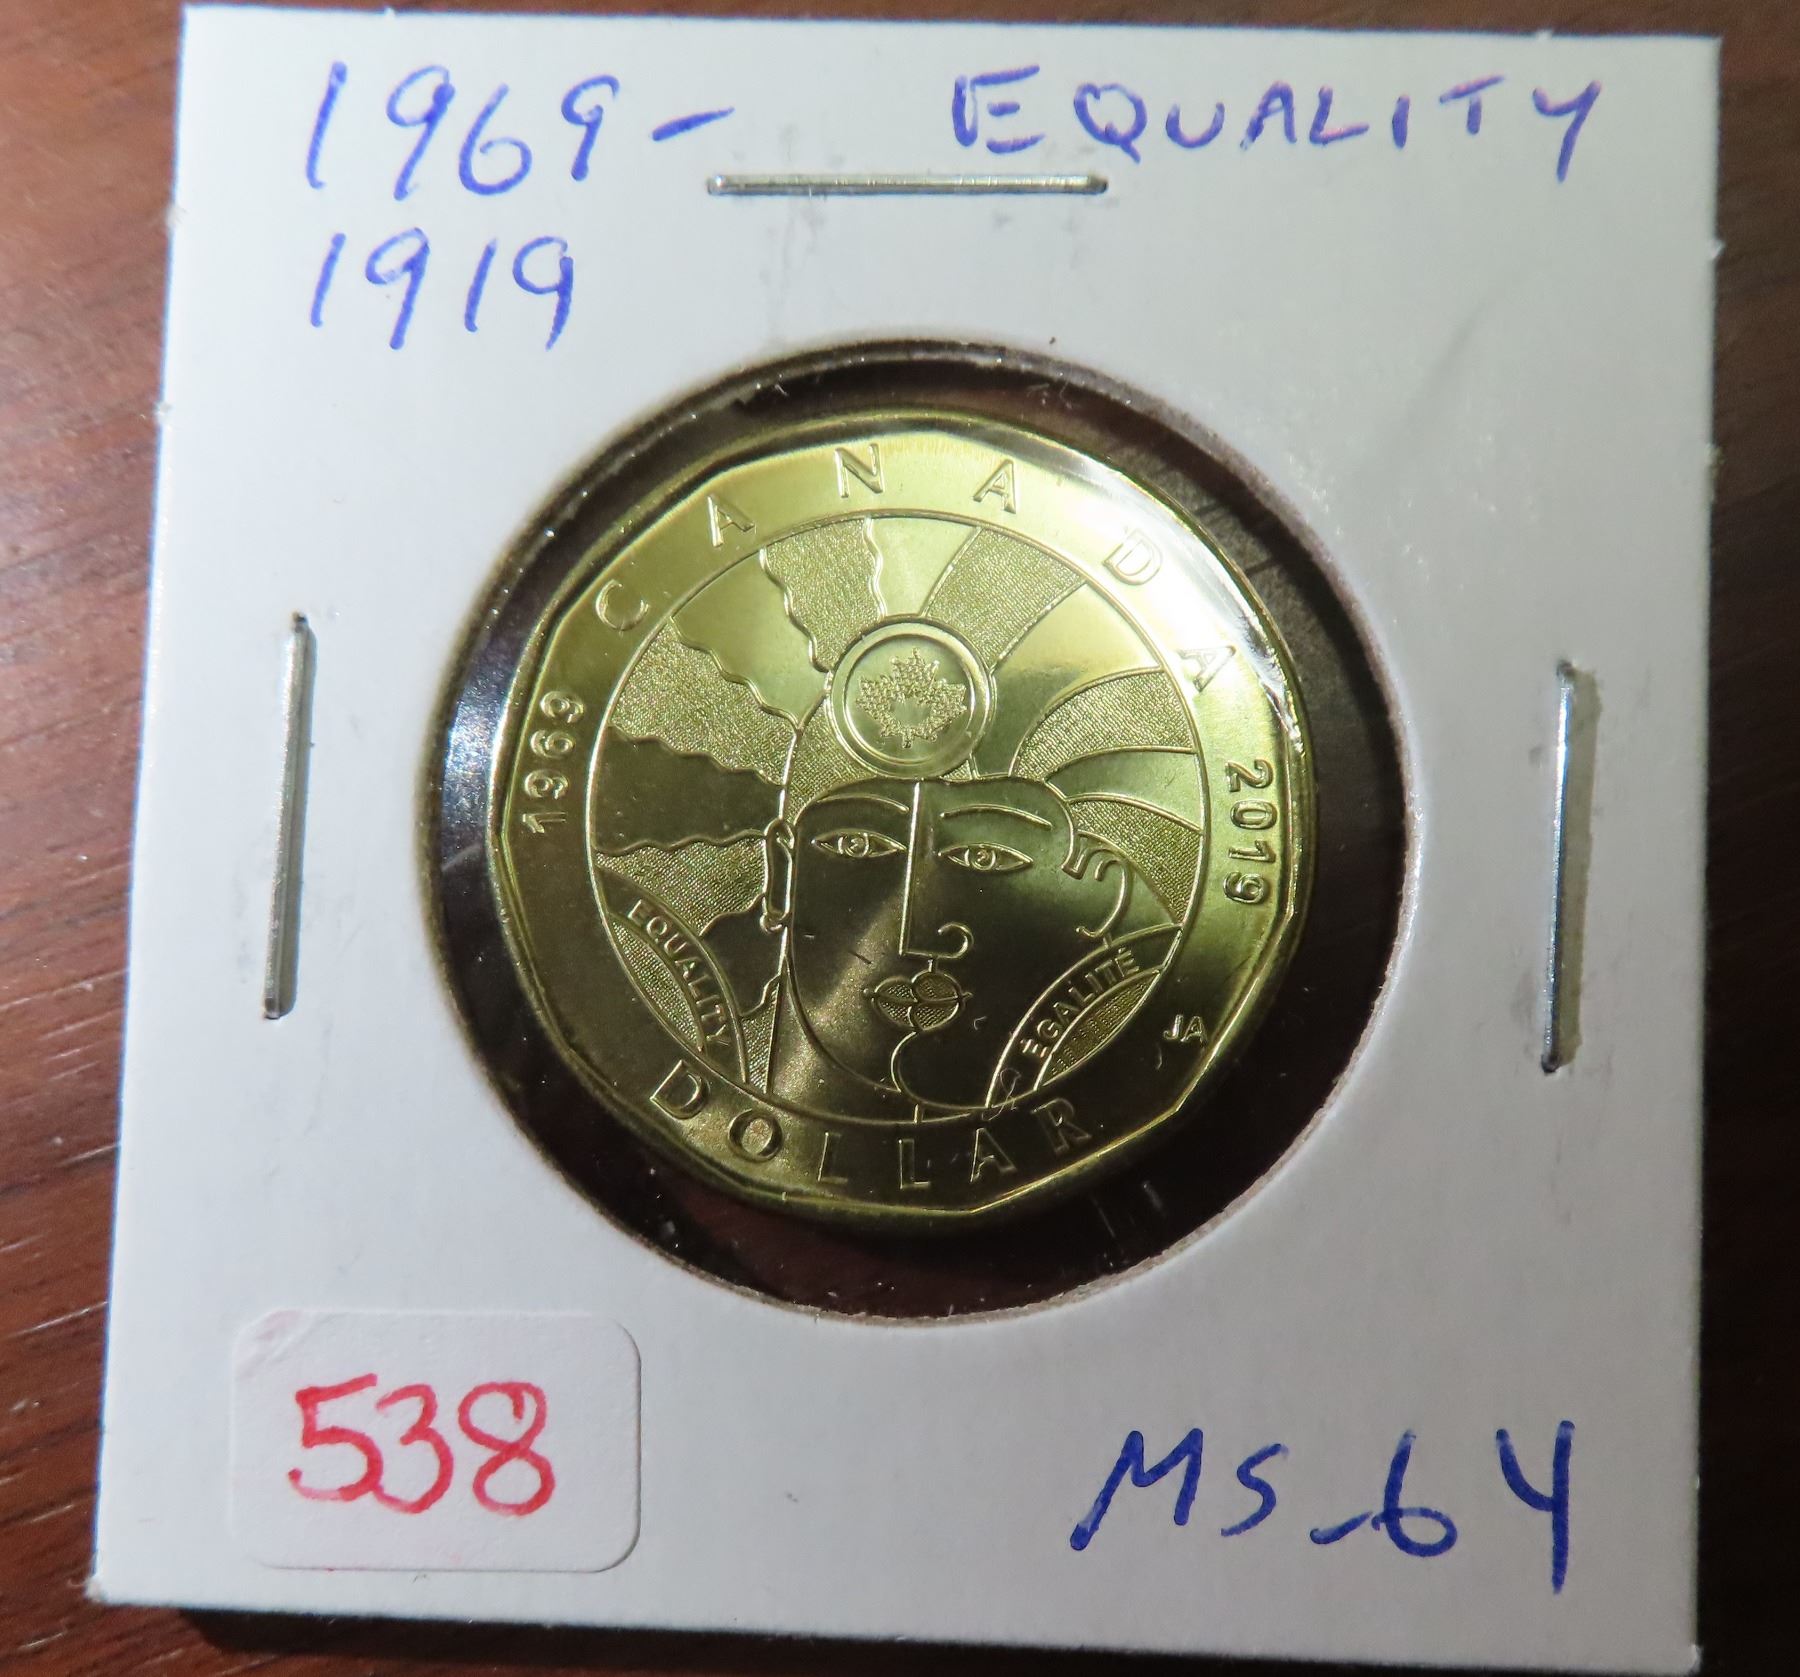 1969- EQUALITY
1919
CANADA
1969
2019
EQUALITY
ÉGALITÉ
JA
DOLLAR
538
MS-64